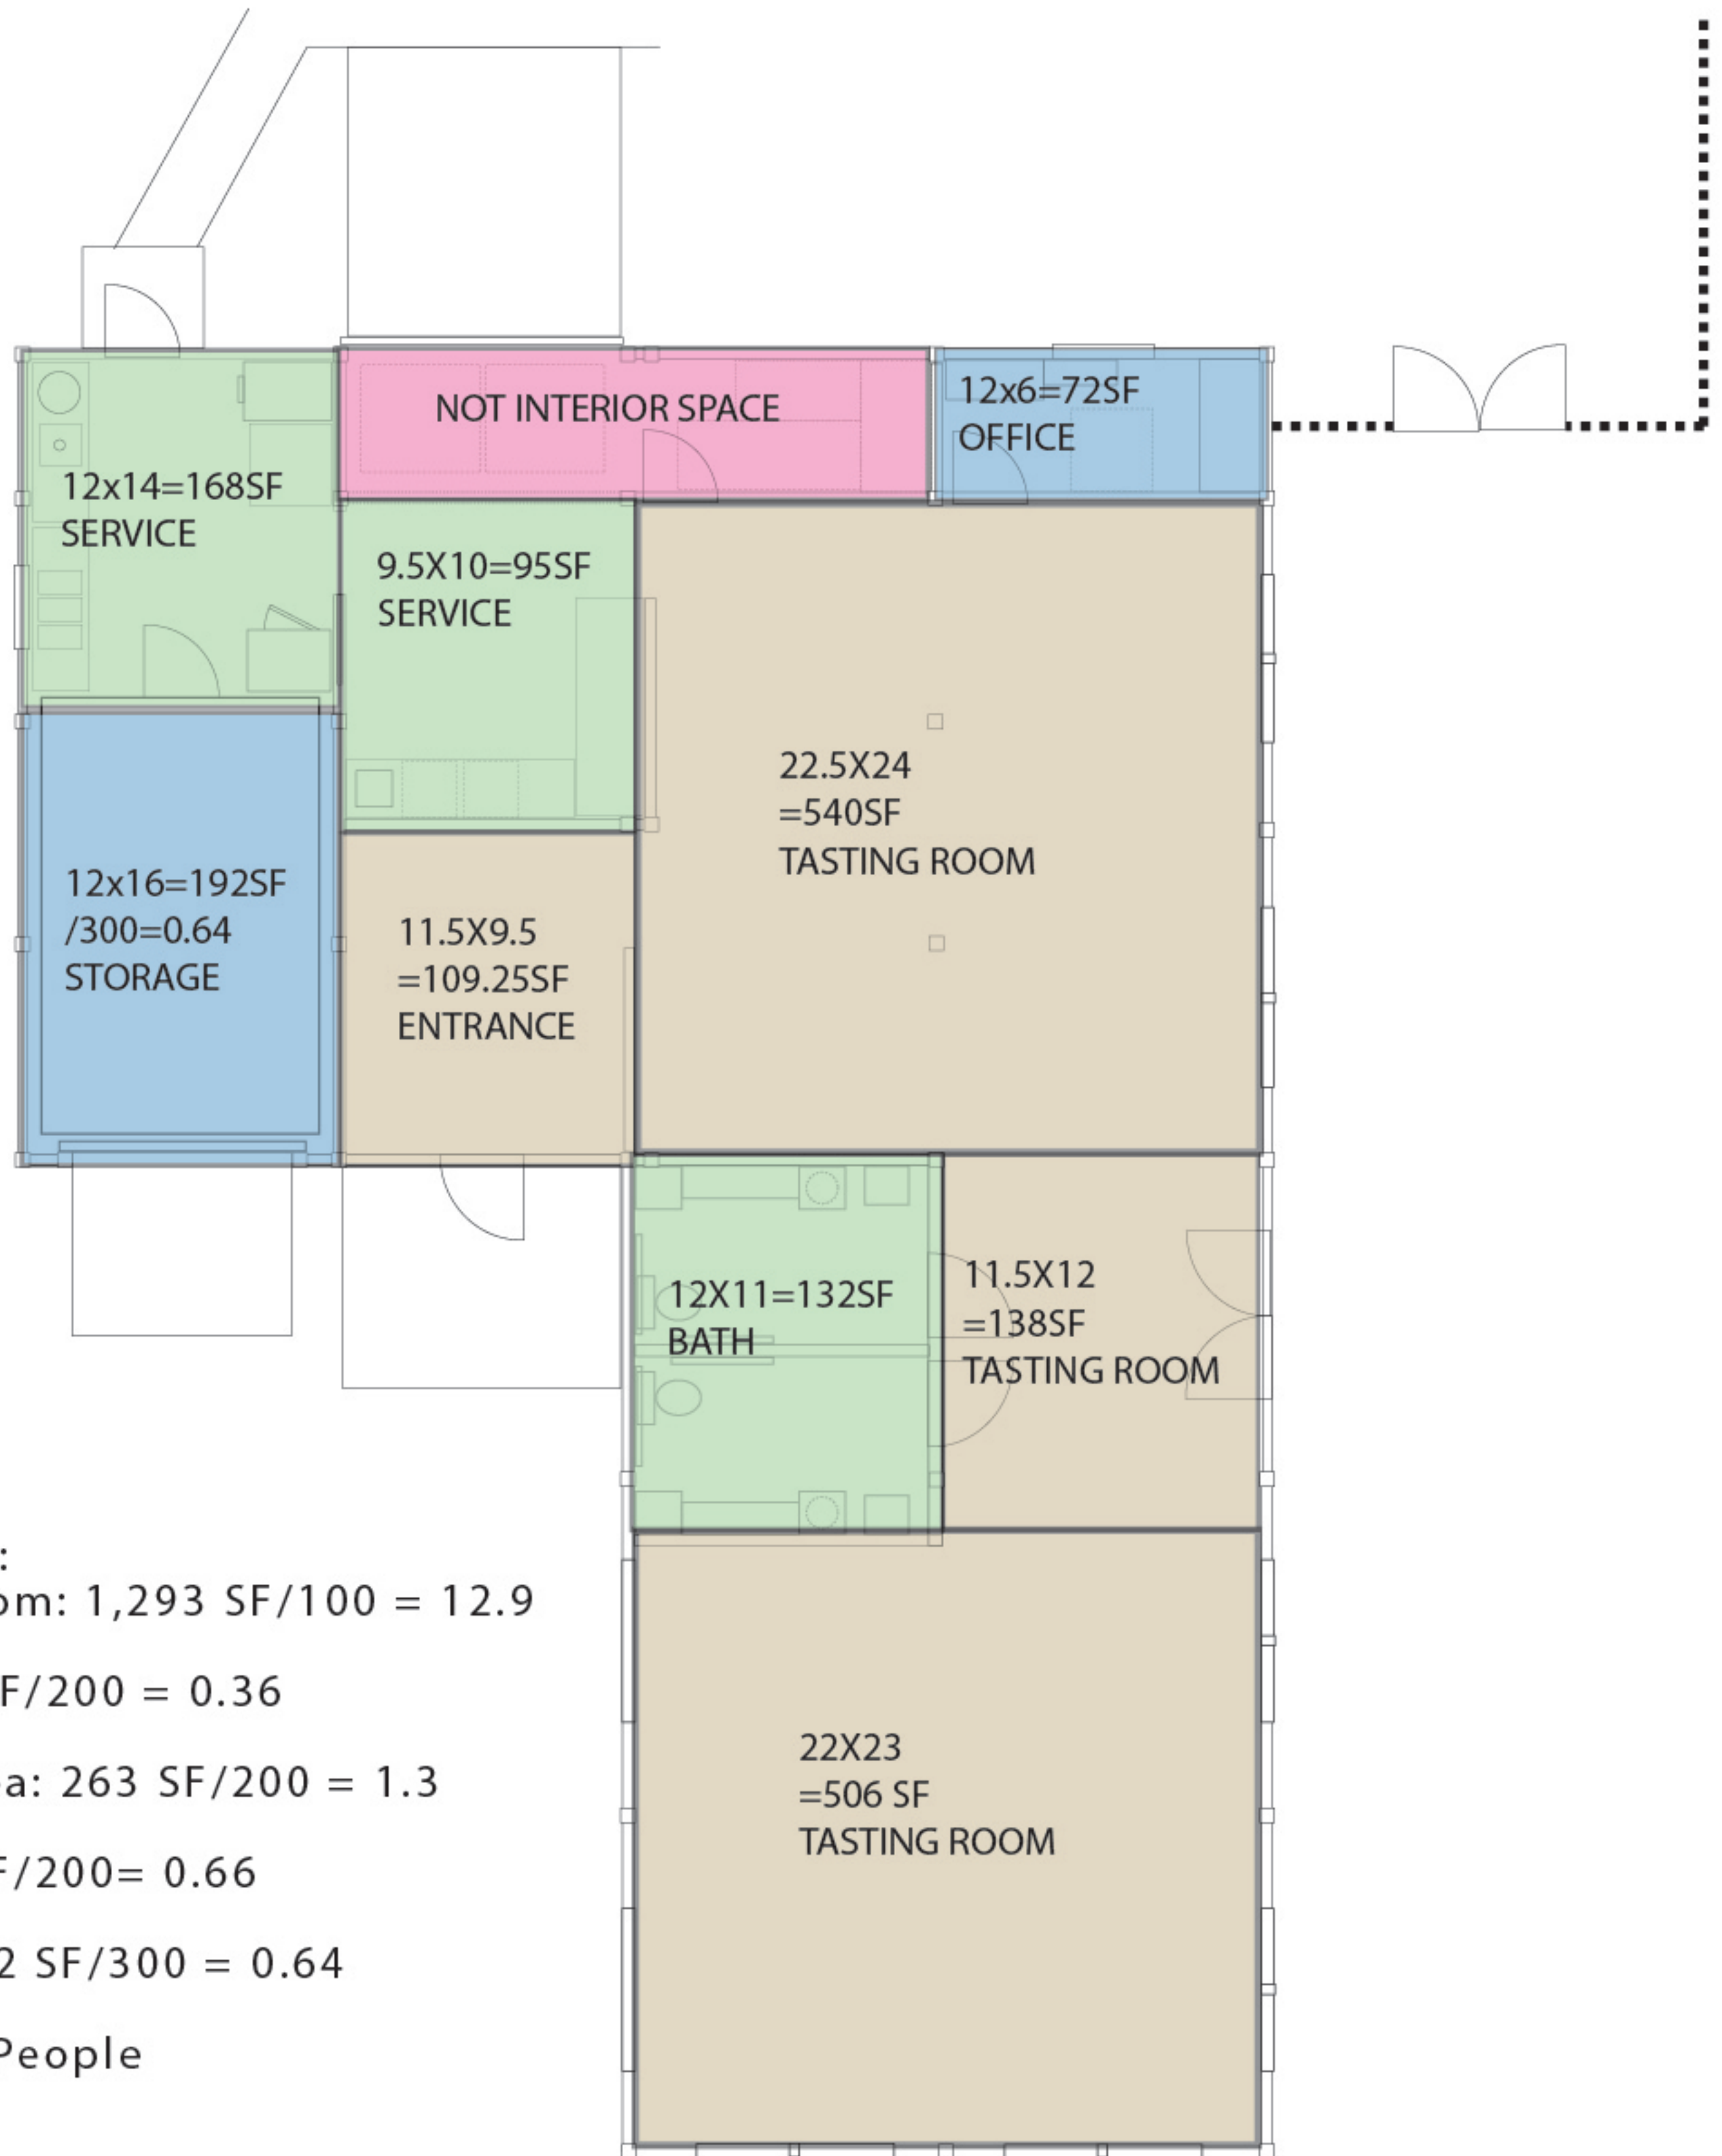 NOT INTERIOR SPACE
12x6=72SF
OFFICE
12x14=168SF
SERVICE
9.5X10=95SF
SERVICE
22.5X24
=540SF
TASTING ROOM
12x16=192SF
/300=0.64
STORAGE
11.5X9.5
=109.25SF
ENTRANCE
12X11=132SF
BATH
11.5X12
=138SF
TASTING ROOM
:
om: 1,293 SF/100 = 12.9
F/200 = 0.36
a: 263 SF/200 = 1.3
F/200= 0.66
2 SF/300 = 0.64
People
22X23
=506 SF
TASTING ROOM